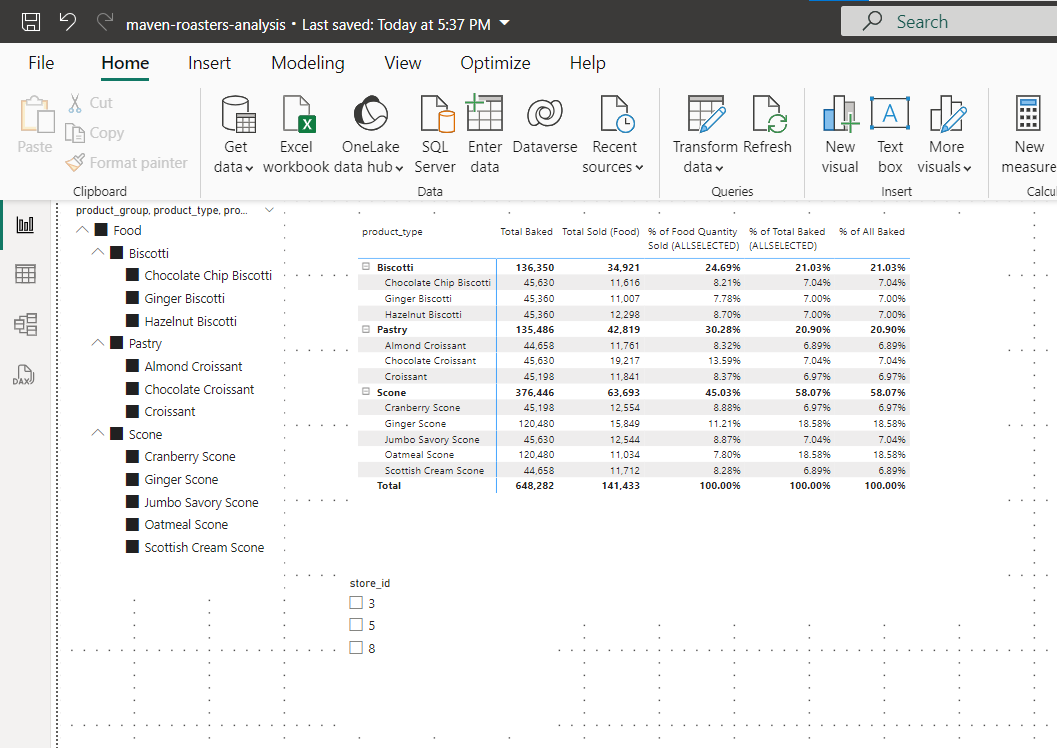 maven-roasters-analysis • Last saved: Today at 5:37 PM
Search
File Home Insert Modeling View Optimize Help
Paste
Cut
Copy
Format painter
Clipboard
Get data
Excel workbook
OneLake data hub
SQL Server
Enter data
Dataverse
Recent sources
Data
Transform data
Refresh
Queries
New visual
Text box
More visuals
Insert
New measure
Calcu
product_group, product_type, pro...
Food
Biscotti
Chocolate Chip Biscotti
Ginger Biscotti
Hazelnut Biscotti
Pastry
Almond Croissant
Chocolate Croissant
Croissant
Scone
Cranberry Scone
Ginger Scone
Jumbo Savory Scone
Oatmeal Scone
Scottish Cream Scone
product_type Total Baked Total Sold (Food) % of Food Quantity Sold (ALLSELECTED) % of Total Baked (ALLSELECTED) % of All Baked
Biscotti 136,350 34,921 24.69% 21.03% 21.03%
Chocolate Chip Biscotti 45,630 11,616 8.21% 7.04% 7.04%
Ginger Biscotti 45,360 11,007 7.78% 7.00% 7.00%
Hazelnut Biscotti 45,360 12,298 8.70% 7.00% 7.00%
Pastry 135,486 42,819 30.28% 20.90% 20.90%
Almond Croissant 44,658 11,761 8.32% 6.89% 6.89%
Chocolate Croissant 45,630 19,217 13.59% 7.04% 7.04%
Croissant 45,198 11,841 8.37% 6.97% 6.97%
Scone 376,446 63,693 45.03% 58.07% 58.07%
Cranberry Scone 45,198 12,554 8.88% 6.97% 6.97%
Ginger Scone 120,480 15,849 11.21% 18.58% 18.58%
Jumbo Savory Scone 45,630 12,544 8.87% 7.04% 7.04%
Oatmeal Scone 120,480 11,034 7.80% 18.58% 18.58%
Scottish Cream Scone 44,658 11,712 8.28% 6.89% 6.89%
Total 648,282 141,433 100.00% 100.00% 100.00%
store_id
3
5
8
DAX